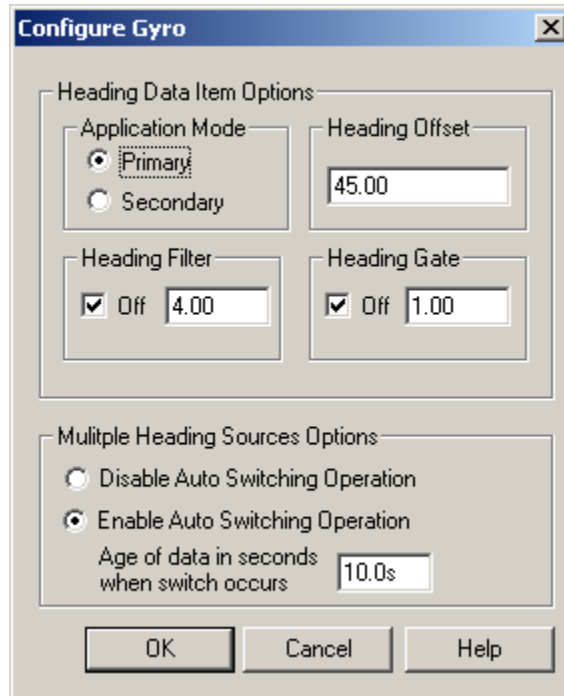 Configure Gyro
Heading Data Item Options
Application Mode
Primary
Secondary
Heading Offset
45.00
Heading Filter
Off 4.00
Heading Gate
Off 1.00
Mulitple Heading Sources Options
Disable Auto Switching Operation
Enable Auto Switching Operation
Age of data in seconds
when switch occurs
10.0s
OK Cancel Help